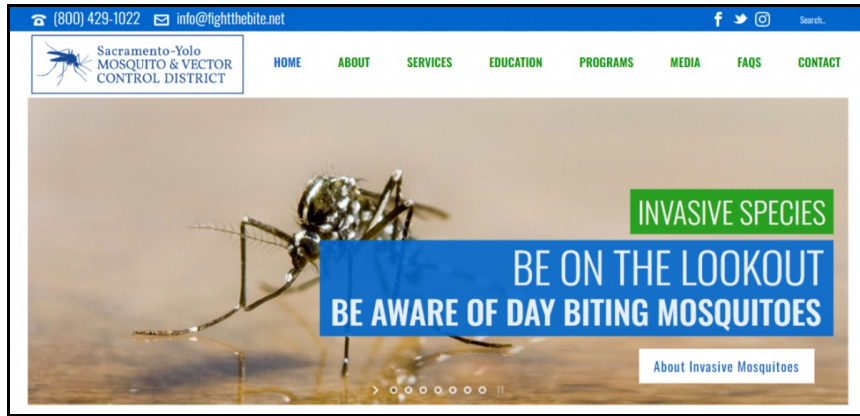 (800) 429-1022 info@fightthebite.net Search..
Sacramento-Yolo
MOSQUITO & VECTOR
CONTROL DISTRICT
HOME ABOUT SERVICES EDUCATION PROGRAMS MEDIA FAQS CONTACT
INVASIVE SPECIES
BE ON THE LOOKOUT
BE AWARE OF DAY BITING MOSQUITOES
About Invasive Mosquitoes